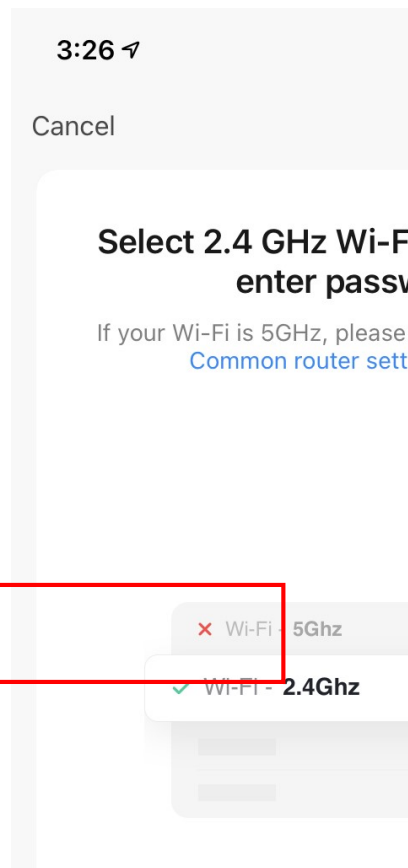 3:26
Cancel
Select 2.4 GHz Wi-F
enter passw
If your Wi-Fi is 5GHz, please
Common router sett
Wi-Fi - 5Ghz
Wi-Fi - 2.4Ghz